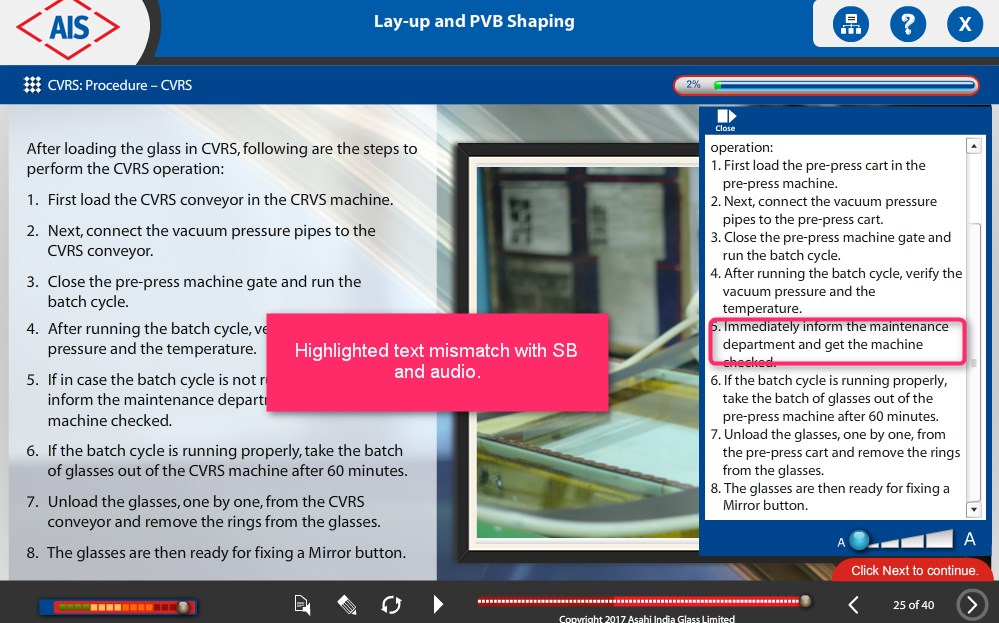 AIS
Lay-up and PVB Shaping
?
X
CVRS: Procedure – CVRS
2%
After loading the glass in CVRS, following are the steps to
perform the CVRS operation:
1. First load the CVRS conveyor in the CRVS machine.
2. Next, connect the vacuum pressure pipes to the
CVRS conveyor.
3. Close the pre-press machine gate and run the
batch cycle.
4. After running the batch cycle, ve
pressure and the temperature.
5. If in case the batch cycle is not r
inform the maintenance depart
machine checked.
6. If the batch cycle is running properly, take the batch
of glasses out of the CVRS machine after 60 minutes.
7. Unload the glasses, one by one, from the CVRS
conveyor and remove the rings from the glasses.
8. The glasses are then ready for fixing a Mirror button.
Highlighted text mismatch with SB
and audio.
Close
operation:
1. First load the pre-press cart in the
pre-press machine.
2. Next, connect the vacuum pressure
pipes to the pre-press cart.
3. Close the pre-press machine gate and
run the batch cycle.
4. After running the batch cycle, verify the
vacuum pressure and the
temperature.
5. Immediately inform the maintenance
department and get the machine
checked.
6. If the batch cycle is running properly,
take the batch of glasses out of the
pre-press machine after 60 minutes.
7. Unload the glasses, one by one, from
the pre-press cart and remove the rings
from the glasses.
8. The glasses are then ready for fixing a
Mirror button.
A A
Click Next to continue.
25 of 40
Copyright 2017 Asahi India Glass Limited